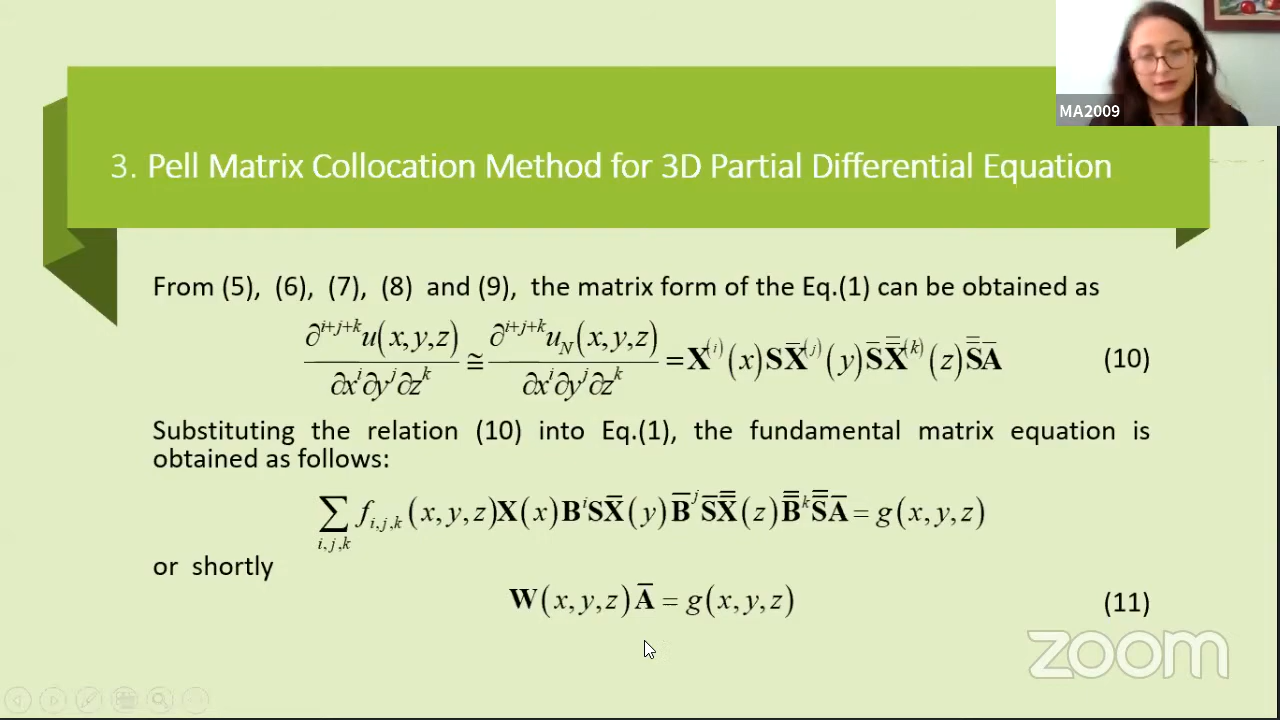 MA2009
3. Pell Matrix Collocation Method for 3D Partial Differential Equation
From (5), (6), (7), (8) and (9), the matrix form of the Eq.(1) can be obtained as
∂^{i+j+k}u(x,y,z)/∂x^i∂y^j∂z^k ≅ ∂^{i+j+k}u_N(x,y,z)/∂x^i∂y^j∂z^k = X^{(i)}(x)SX̄^{(j)}(y)S̄X̿^{(k)}(z)S̿Ā (10)
Substituting the relation (10) into Eq.(1), the fundamental matrix equation is
obtained as follows:
∑_{i,j,k} f_{i,j,k}(x,y,z)X(x)B^iSX̄(y)B̄^jS̄X̿(z)B̿^kS̿Ā = g(x,y,z)
or shortly
W(x,y,z)Ā = g(x,y,z) (11)
zoom